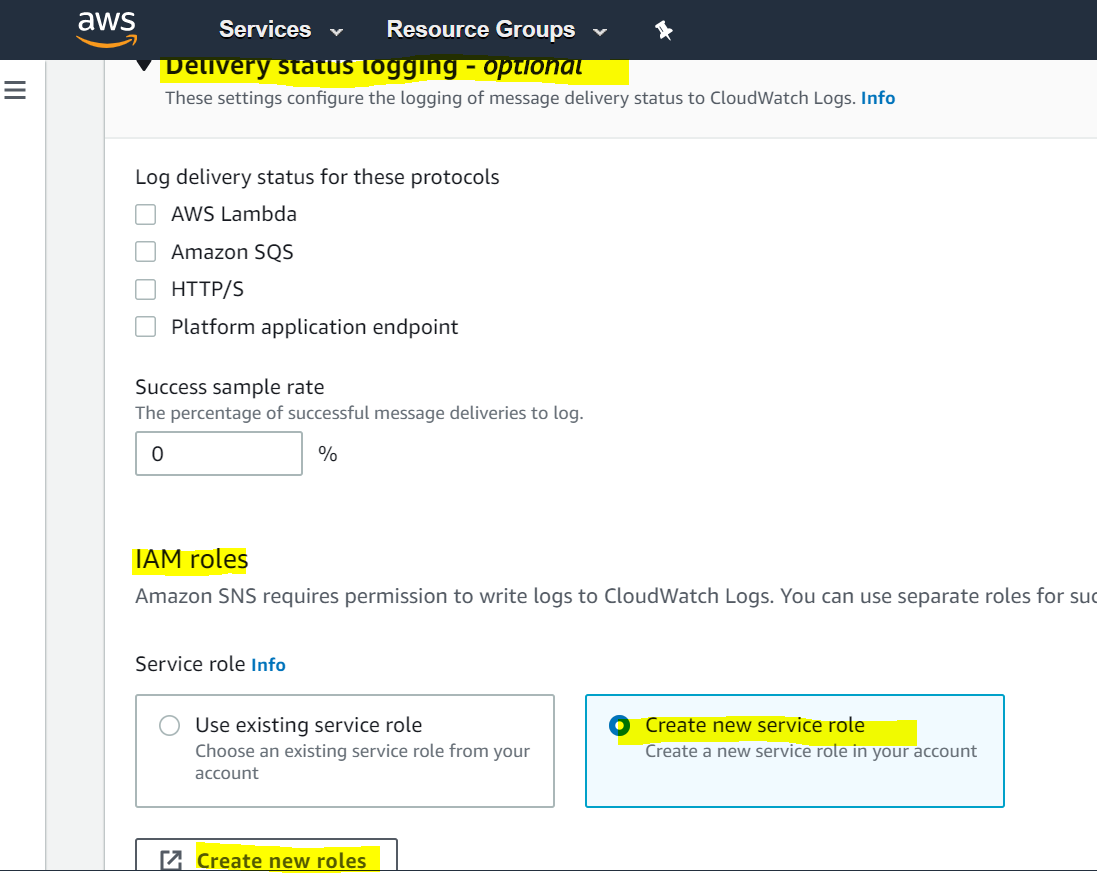 aws
Services
Resource Groups
Delivery status logging - optional
These settings configure the logging of message delivery status to CloudWatch Logs. Info
Log delivery status for these protocols
AWS Lambda
Amazon SQS
HTTP/S
Platform application endpoint
Success sample rate
The percentage of successful message deliveries to log.
0 %
IAM roles
Amazon SNS requires permission to write logs to CloudWatch Logs. You can use separate roles for suc
Service role Info
Use existing service role
Choose an existing service role from your
account
Create new service role
Create a new service role in your account
Create new roles